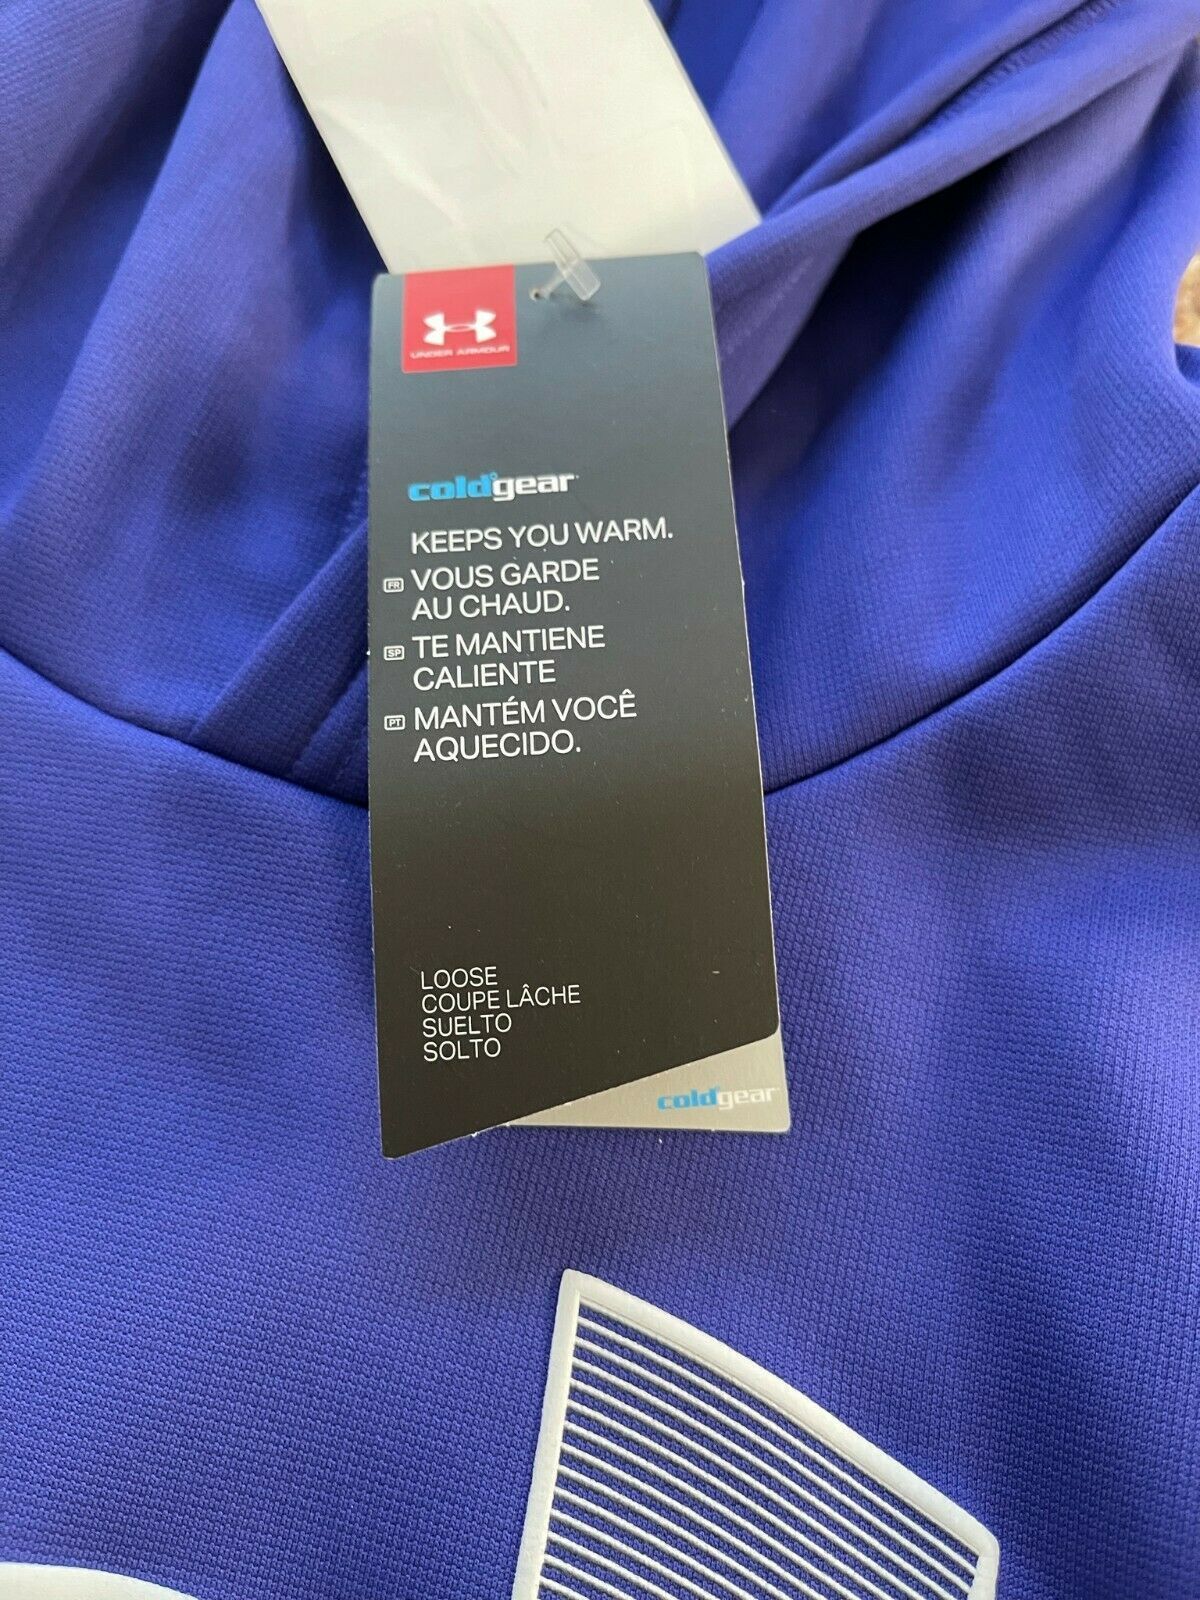 UNDER ARMOUR
coldgear
KEEPS YOU WARM.
FR VOUS GARDE
AU CHAUD.
SP TE MANTIENE
CALIENTE
PT MANTÉM VOCÊ
AQUECIDO.
LOOSE
COUPE LÂCHE
SUELTO
SOLTO
coldgear